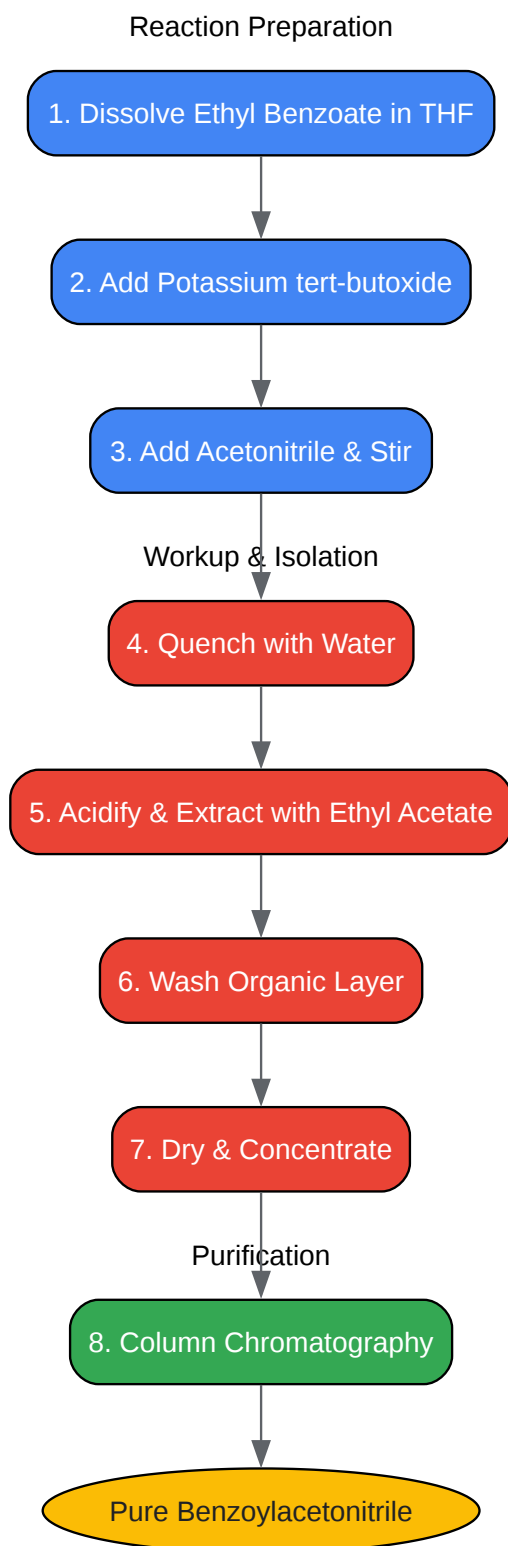 Reaction Preparation
1. Dissolve Ethyl Benzoate in THF
2. Add Potassium tert-butoxide
3. Add Acetonitrile & Stir
Workup & Isolation
4. Quench with Water
5. Acidify & Extract with Ethyl Acetate
6. Wash Organic Layer
7. Dry & Concentrate
Purification
8. Column Chromatography
Pure Benzoylacetonitrile